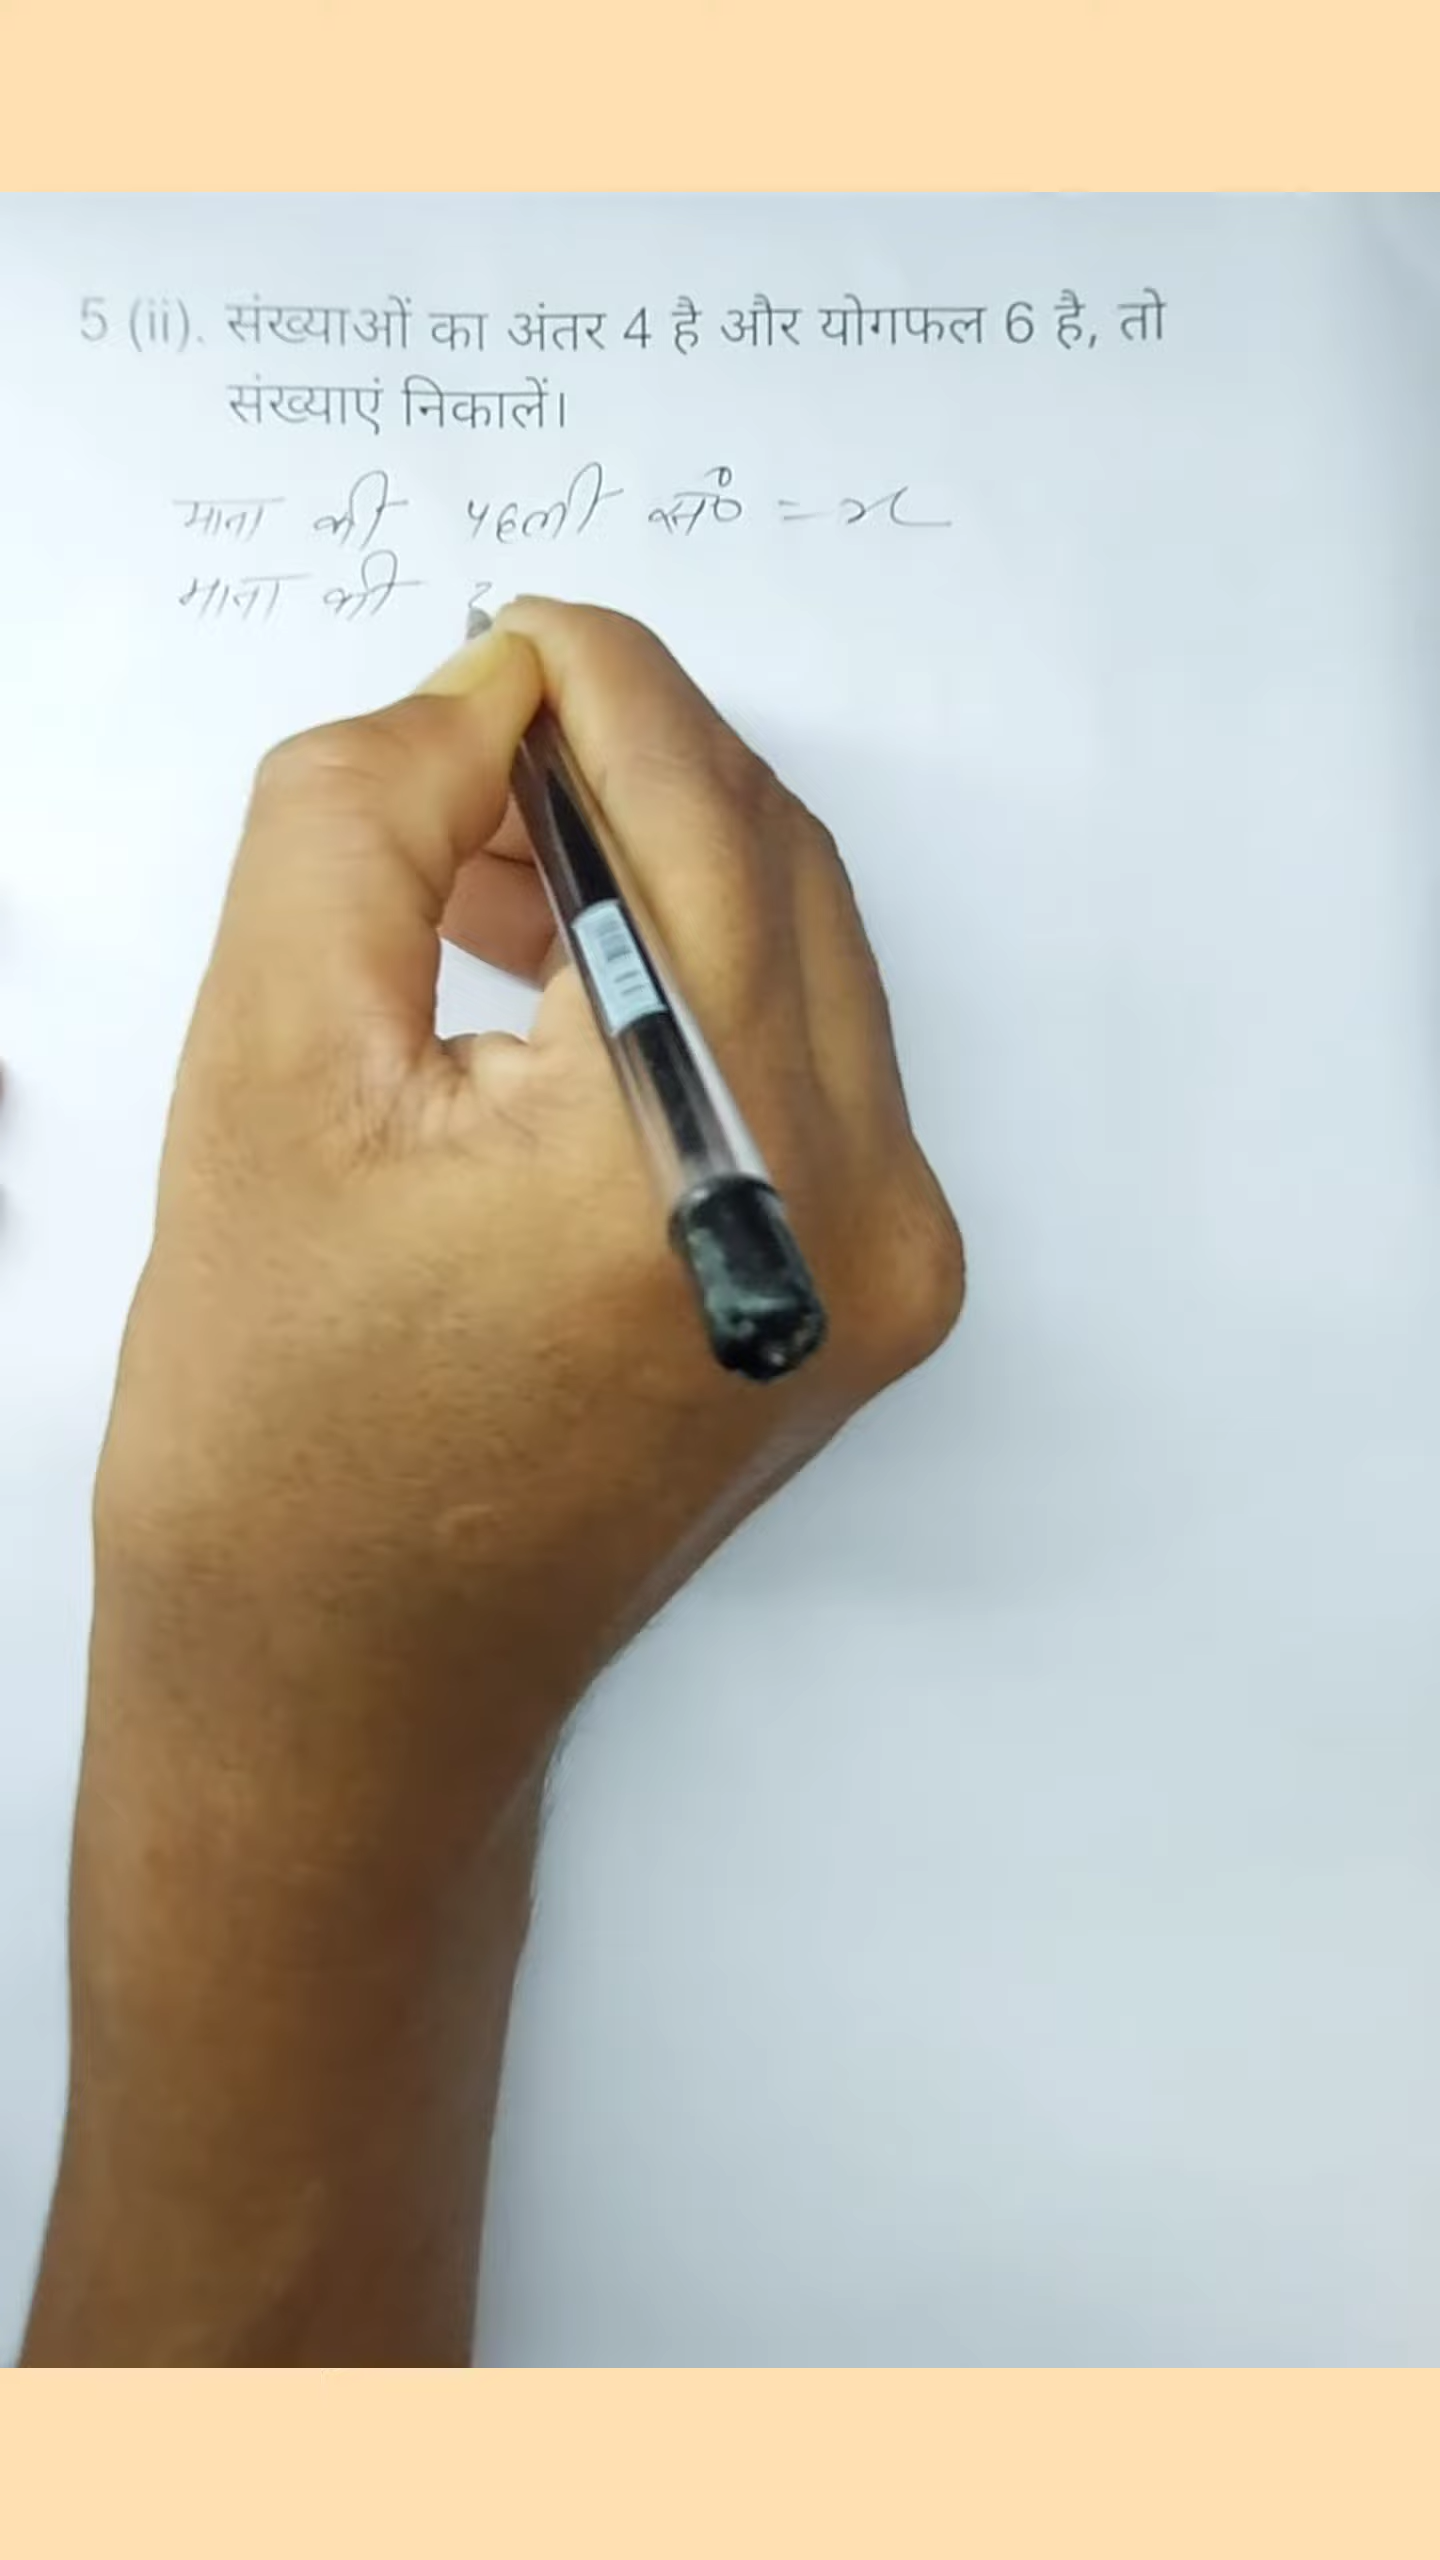 5 (ii). संख्याओं का अंतर 4 है और योगफल 6 है, तो
संख्याएं निकालें।
माना की पहली सं० = x
माना की